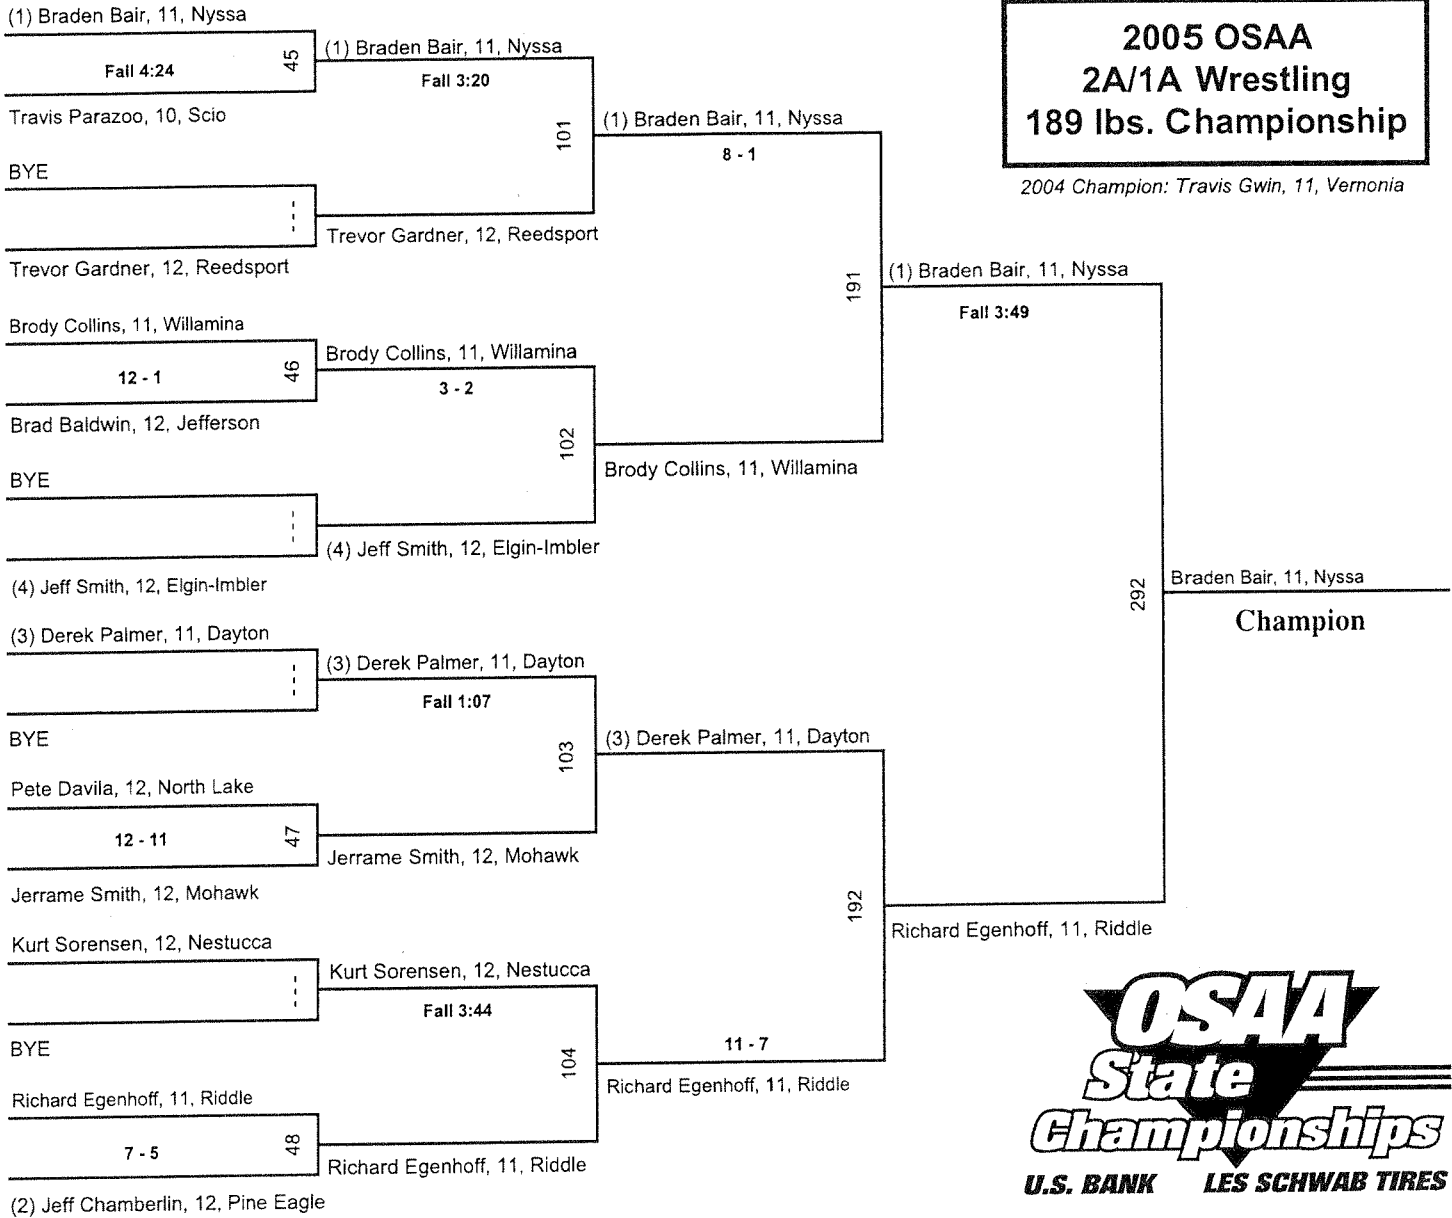 (1) Braden Bair, 11, Nyssa
Fall 4:24
45
Travis Parazoo, 10, Scio
BYE
Trevor Gardner, 12, Reedsport
Brody Collins, 11, Willamina
12 - 1
46
Brad Baldwin, 12, Jefferson
BYE
(4) Jeff Smith, 12, Elgin-Imbler
(3) Derek Palmer, 11, Dayton
BYE
Pete Davila, 12, North Lake
12 - 11
47
Jerrame Smith, 12, Mohawk
Kurt Sorensen, 12, Nestucca
BYE
Richard Egenhoff, 11, Riddle
7 - 5
48
(2) Jeff Chamberlin, 12, Pine Eagle
(1) Braden Bair, 11, Nyssa
Fall 3:20
101
Trevor Gardner, 12, Reedsport
Brody Collins, 11, Willamina
3 - 2
102
(4) Jeff Smith, 12, Elgin-Imbler
(3) Derek Palmer, 11, Dayton
Fall 1:07
103
Jerrame Smith, 12, Mohawk
Kurt Sorensen, 12, Nestucca
Fall 3:44
104
Richard Egenhoff, 11, Riddle
(1) Braden Bair, 11, Nyssa
8 - 1
191
Brody Collins, 11, Willamina
(3) Derek Palmer, 11, Dayton
192
11 - 7
Richard Egenhoff, 11, Riddle
(1) Braden Bair, 11, Nyssa
Fall 3:49
292
Richard Egenhoff, 11, Riddle
Braden Bair, 11, Nyssa
Champion
2005 OSAA
2A/1A Wrestling
189 lbs. Championship
2004 Champion: Travis Gwin, 11, Vernonia
OSAA
State
Championships
U.S. BANK LES SCHWAB TIRES